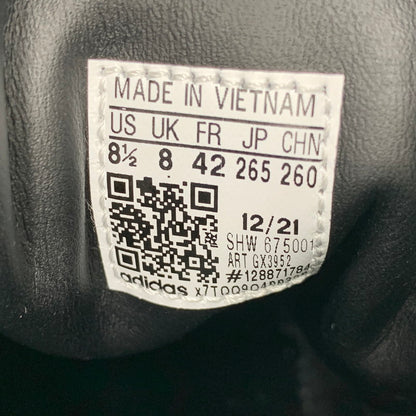 MADE IN VIETNAM
US UK FR JP CHN
8½ 8 42 265 260
12/21
SHW 675001
ART GX3952
adidas